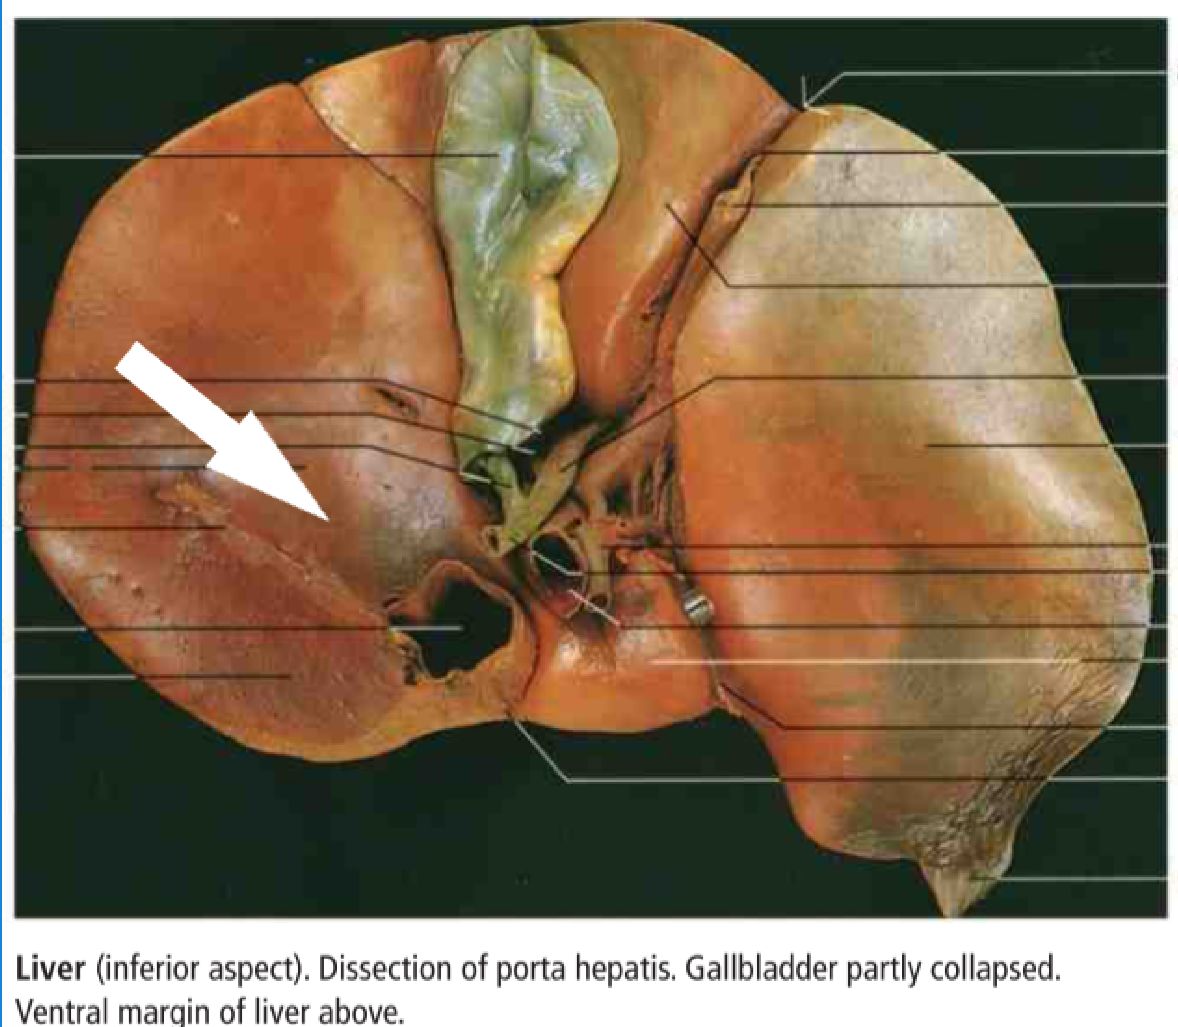 Liver (inferior aspect). Dissection of porta hepatis. Gallbladder partly collapsed.
Ventral margin of liver above.